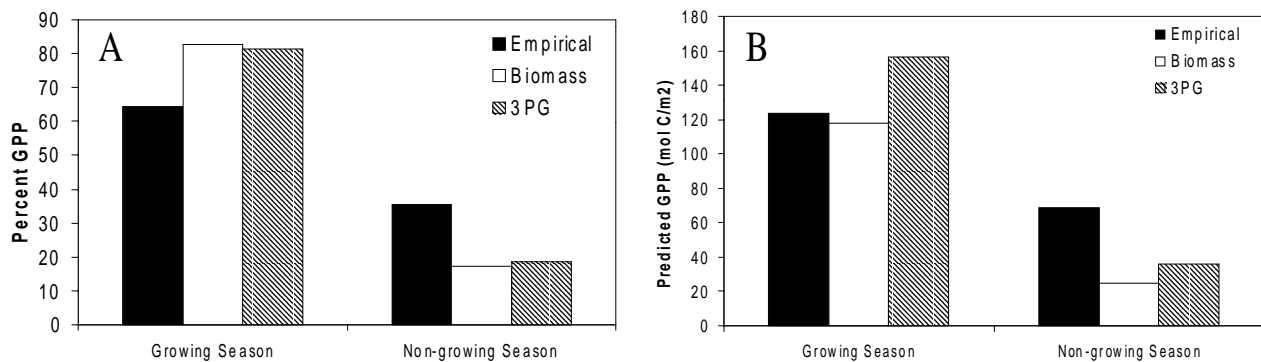 A
Percent GPP
90
80
70
60
50
40
30
20
10
0
Empirical
Biomass
3PG
Growing Season
Non-growing Season
B
Predicted GPP (mol C/m2)
180
160
140
120
100
80
60
40
20
0
Empirical
Biomass
3PG
Growing Season
Non-growing Season